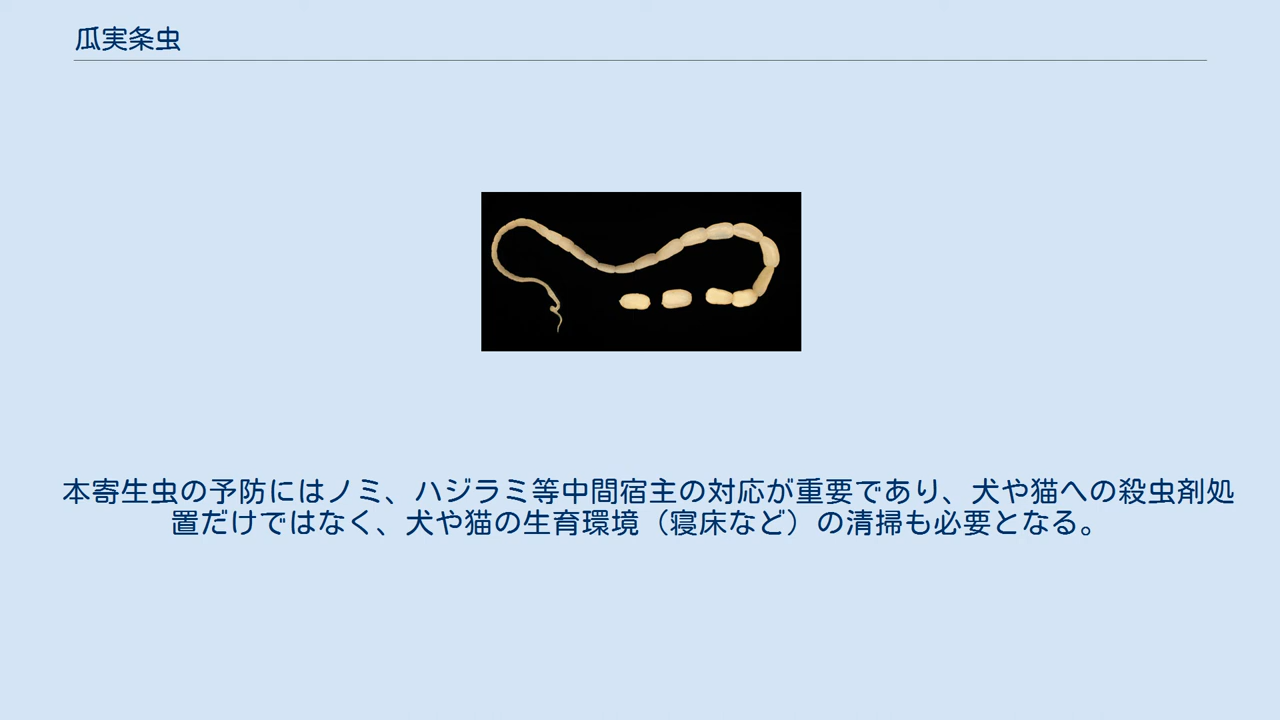 瓜実条虫
本寄生虫の予防にはノミ、ハジラミ等中間宿主の対応が重要であり、犬や猫への殺虫剤処
置だけではなく、犬や猫の生育環境（寝床など）の清掃も必要となる。